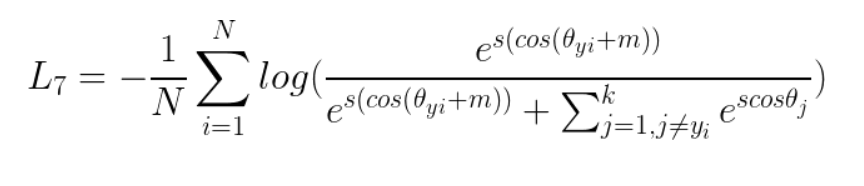 L_7 = -\frac{1}{N}\sum_{i=1}^{N} log(\frac{e^{s(cos(\theta_{yi}+m))}}{e^{s(cos(\theta_{yi}+m))} + \sum_{j=1,j\neq y_i}^{k} e^{scos\theta_j}})